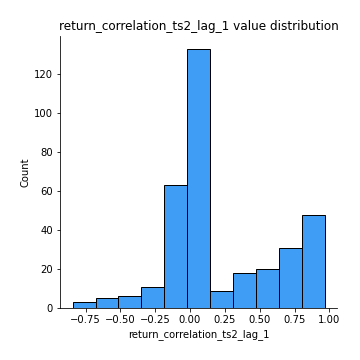 return_correlation_ts2_lag_1 value distribution
Count
120
100
80
60
40
20
0
-0.75 -0.50 -0.25 0.00 0.25 0.50 0.75 1.00
return_correlation_ts2_lag_1